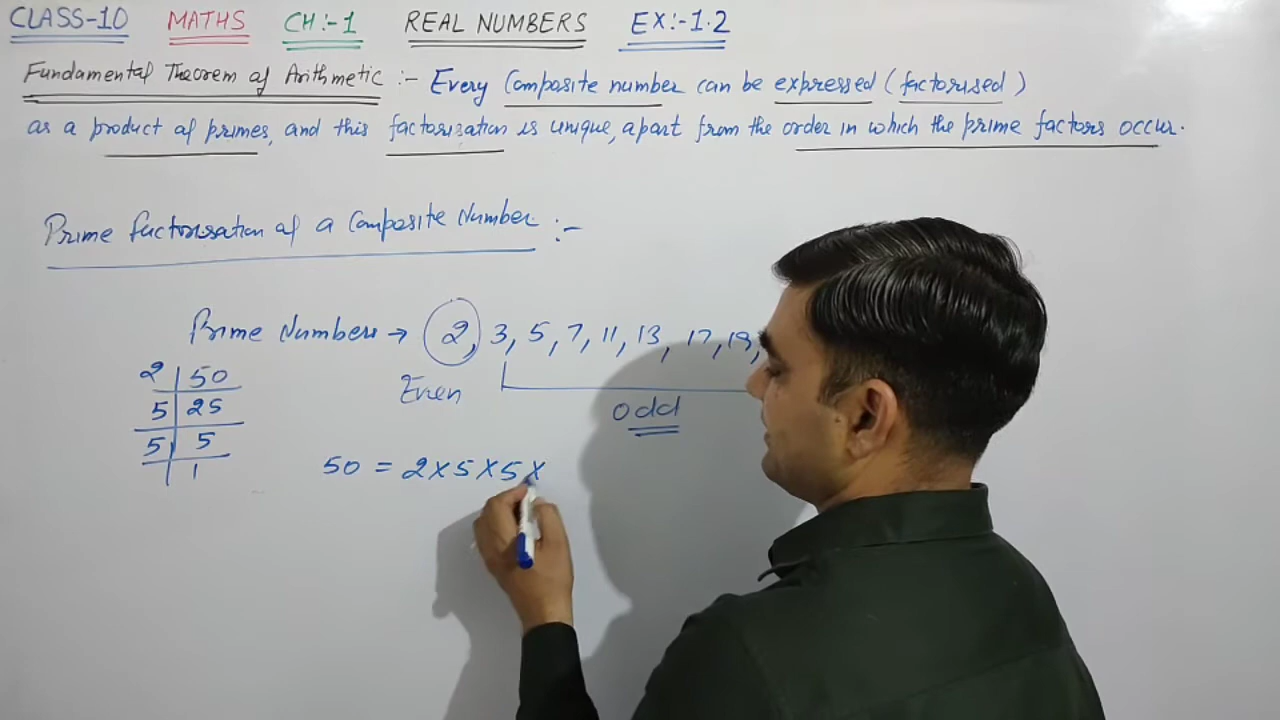 CLASS-10 MATHS CH:-1 REAL NUMBERS EX:-1.2
Fundamental Theorem of Arithmetic :- Every Composite number can be expressed (factorised)
as a product of primes, and this factorisation is unique, apart from the order in which the prime factors occur.
Prime factorisation of a Composite Number :-
Prime Numbers → 2, 3, 5, 7, 11, 13, 17, 19,
Even
odd
2 | 50
5 | 25
5 | 5
| 1
50 = 2×5×5×